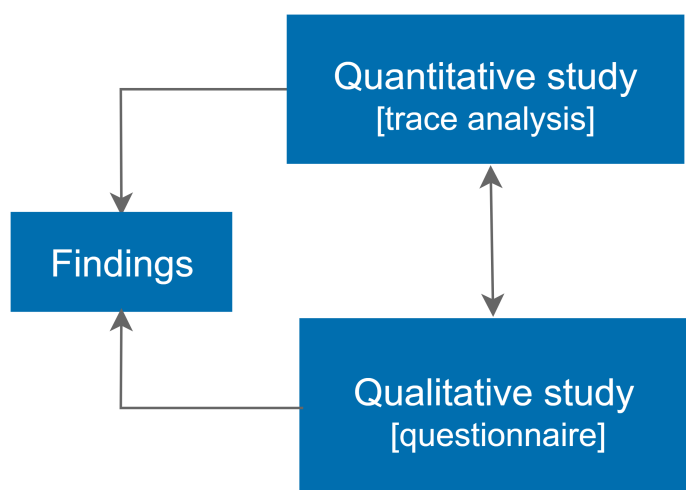 Quantitative study
[trace analysis]
Findings
Qualitative study
[questionnaire]